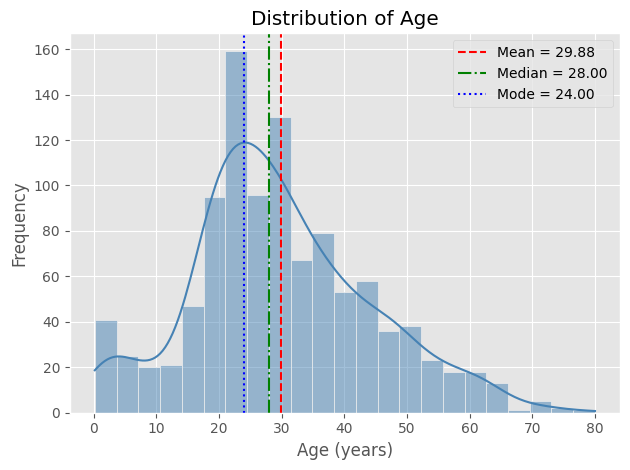 Distribution of Age
Mean = 29.88
Median = 28.00
Mode = 24.00
Frequency
160
140
120
100
80
60
40
20
0
0 10 20 30 40 50 60 70 80
Age (years)